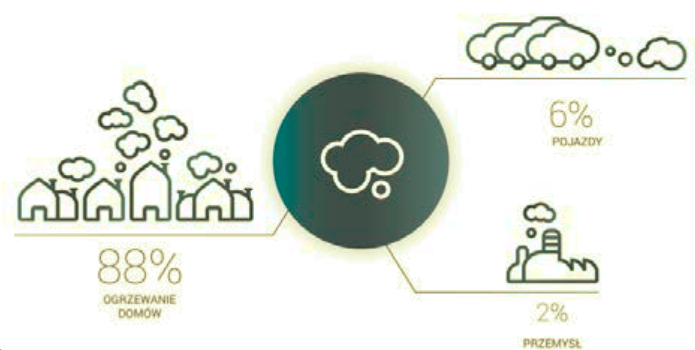 6%
POJAZDY
88%
OGRZEWANIE
DOMÓW
2%
PRZEMYSŁ